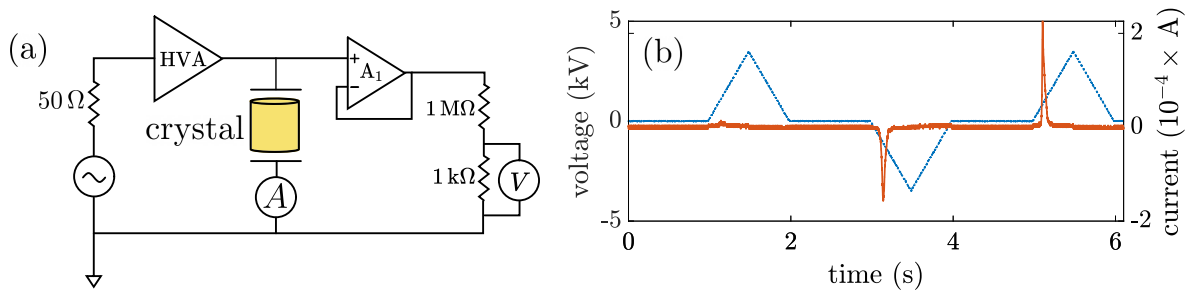 (a)
HVA
50 Ω
crystal
A
+
−
A₁
1 MΩ
1 kΩ
V
(b)
voltage (kV)
5
0
-5
0
2
4
6
time (s)
2
0
-2
current (10⁻⁴ × A)